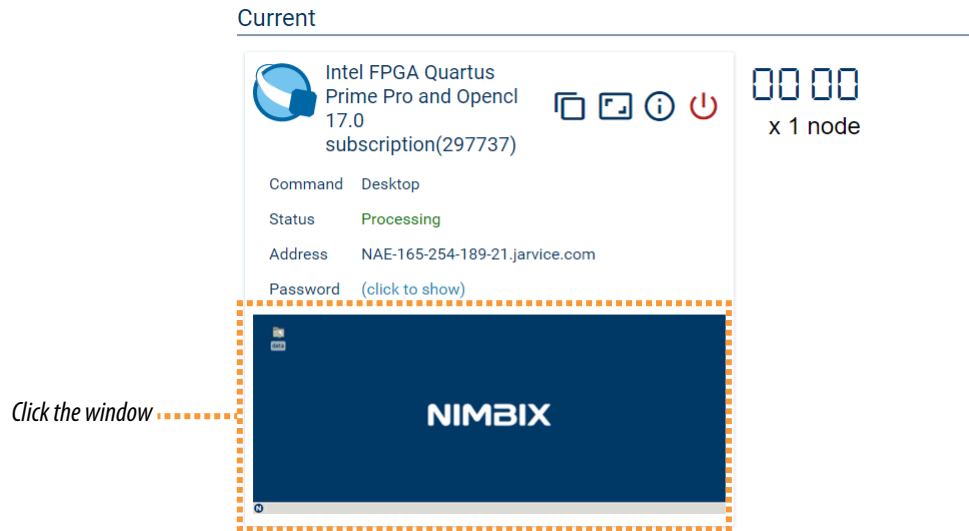 Current
Intel FPGA Quartus
Prime Pro and Opencl
17.0
subscription(297737)
00 00
x 1 node
Command Desktop
Status Processing
Address NAE-165-254-189-21.jarvice.com
Password (click to show)
data
Click the window
NIMBIX
N